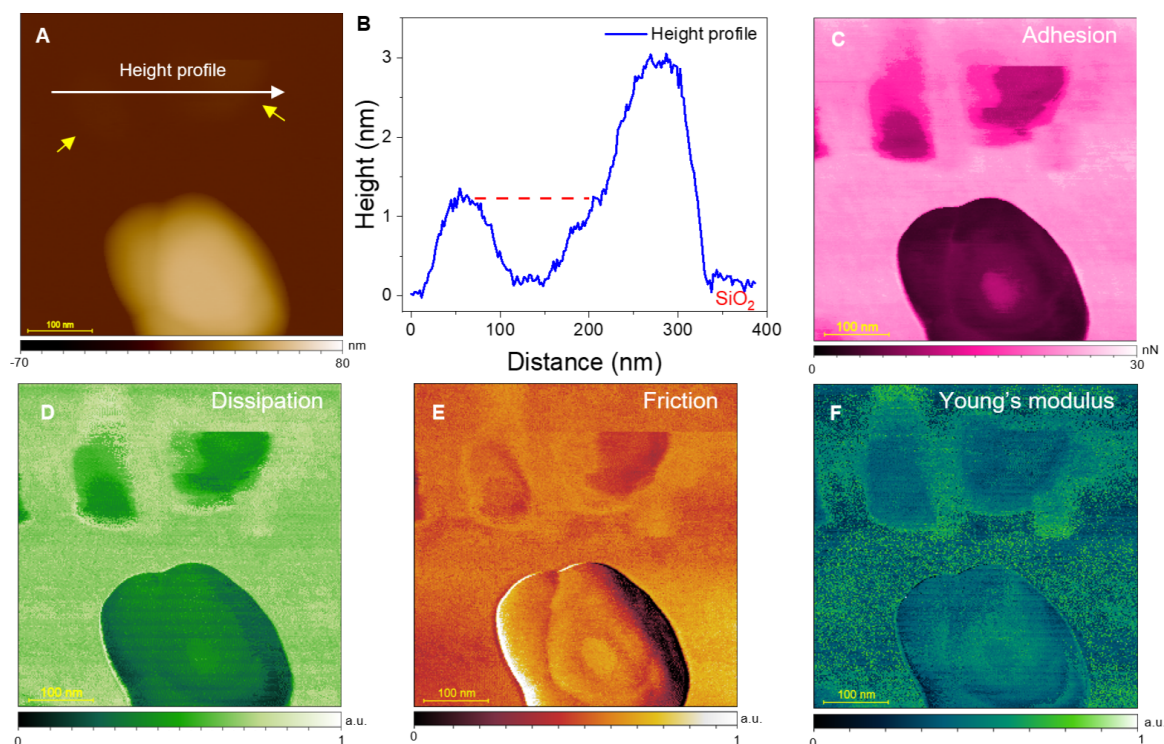 A
Height profile
100 nm
nm
-70
80
B
Height profile
Height (nm)
3
2
1
0
SiO₂
0
100
200
300
400
Distance (nm)
C
Adhesion
100 nm
nN
0
30
D
Dissipation
100 nm
a.u.
0
1
E
Friction
100 nm
a.u.
0
1
F
Young's modulus
100 nm
a.u
0
1